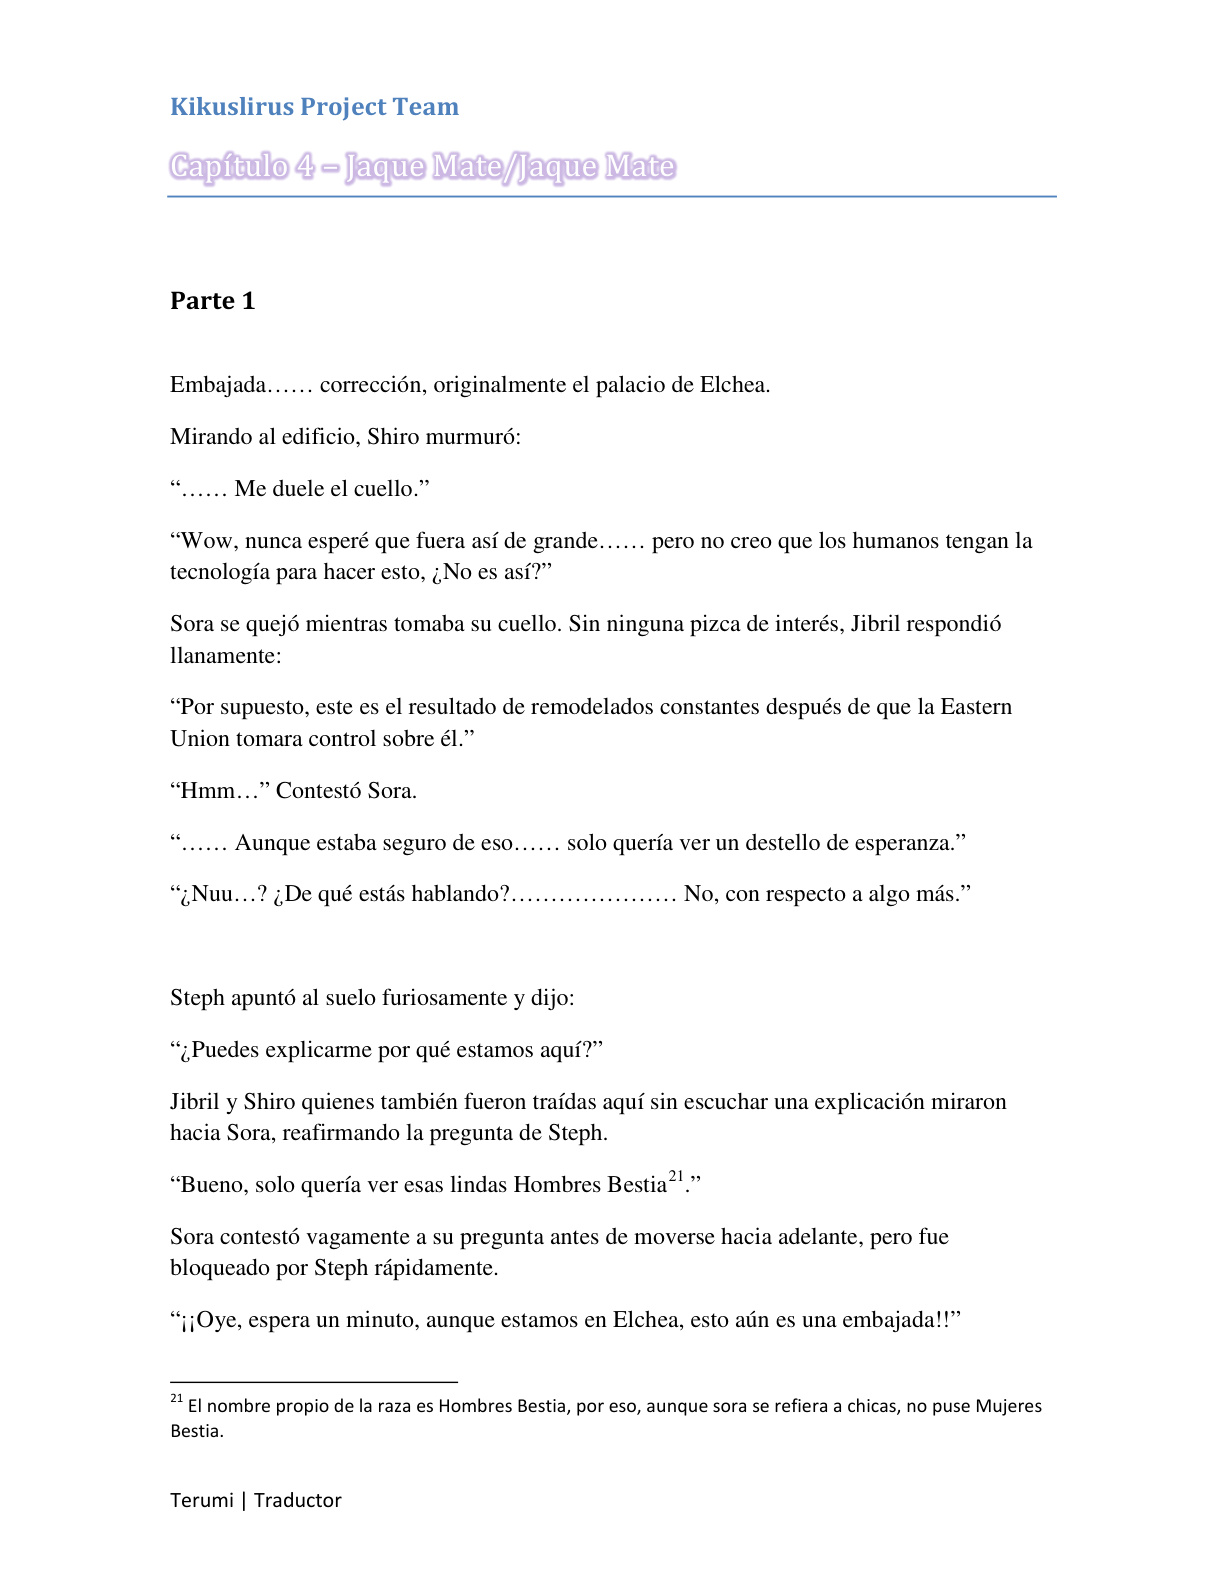 Kikuslirus Project Team
Capítulo 4 – Jaque Mate/Jaque Mate
Parte 1
Embajada…… corrección, originalmente el palacio de Elchea.
Mirando al edificio, Shiro murmuró:
“…… Me duele el cuello.”
“Wow, nunca esperé que fuera así de grande…… pero no creo que los humanos tengan la
tecnología para hacer esto, ¿No es así?”
Sora se quejó mientras tomaba su cuello. Sin ninguna pizca de interés, Jibril respondió
llanamente:
“Por supuesto, este es el resultado de remodelados constantes después de que la Eastern
Union tomara control sobre él.”
“Hmm…” Contestó Sora.
“…… Aunque estaba seguro de eso…… solo quería ver un destello de esperanza.”
“¿Nuu…? ¿De qué estás hablando?………………… No, con respecto a algo más.”
Steph apuntó al suelo furiosamente y dijo:
“¿Puedes explicarme por qué estamos aquí?”
Jibril y Shiro quienes también fueron traídas aquí sin escuchar una explicación miraron
hacia Sora, reafirmando la pregunta de Steph.
“Bueno, solo quería ver esas lindas Hombres Bestia21.”
Sora contestó vagamente a su pregunta antes de moverse hacia adelante, pero fue
bloqueado por Steph rápidamente.
“¡¡Oye, espera un minuto, aunque estamos en Elchea, esto aún es una embajada!!”
21 El nombre propio de la raza es Hombres Bestia, por eso, aunque sora se refiera a chicas, no puse Mujeres
Bestia.
Terumi | Traductor